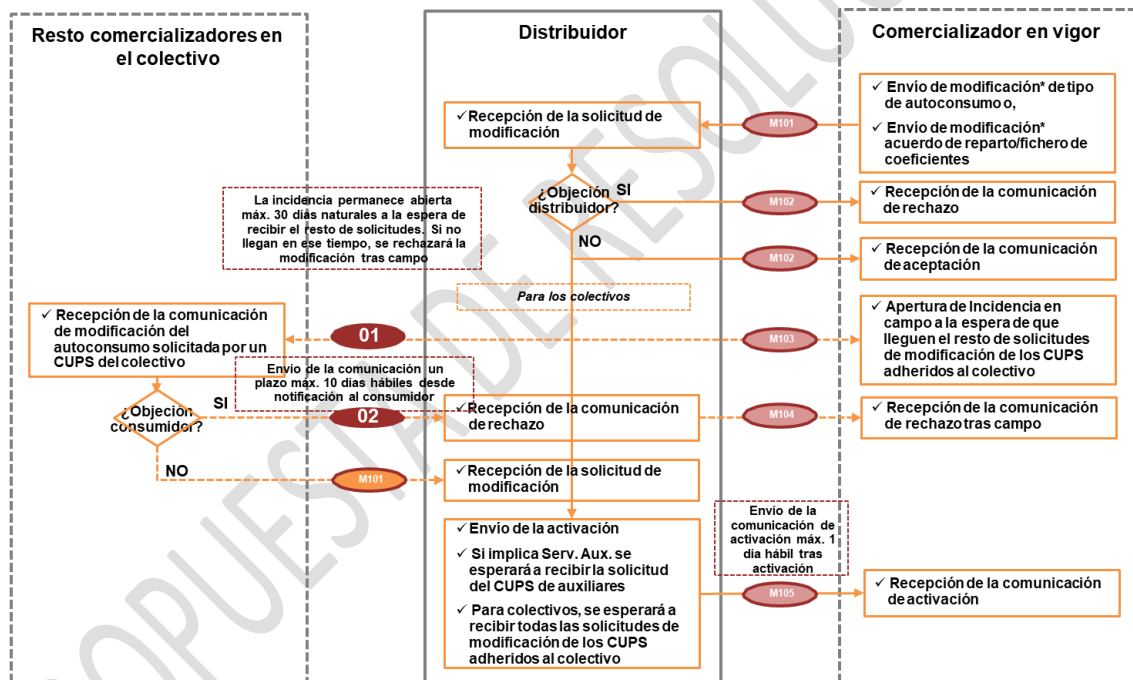 Resto comercializadores en
el colectivo
Distribuidor
Comercializador en vigor
✓ Recepción de la solicitud de
modificación
M101
✓ Envío de modificación* de tipo
de autoconsumo o,
✓ Envío de modificación*
acuerdo de reparto/fichero de
coeficientes
¿Objeción
distribuidor?
SI
M102
✓ Recepción de la comunicación
de rechazo
La incidencia permanece abierta
máx. 30 días naturales a la espera de
recibir el resto de solicitudes. Si no
llegan en ese tiempo, se rechazará la
modificación tras campo
NO
M102
✓ Recepción de la comunicación
de aceptación
Para los colectivos
✓ Recepción de la comunicación
de modificación del
autoconsumo solicitada por un
CUPS del colectivo
01
M103
✓ Apertura de Incidencia en
campo a la espera de que
lleguen el resto de solicitudes
de modificación de los CUPS
adheridos al colectivo
Envío de la comunicación un
plazo máx. 10 días hábiles desde
notificación al consumidor
¿Objeción
consumidor?
SI
02
✓ Recepción de la comunicación
de rechazo
M104
✓ Recepción de la comunicación
de rechazo tras campo
NO
M101
✓ Recepción de la solicitud de
modificación
✓ Envío de la activación
✓ Si implica Serv. Aux. se
esperará a recibir la solicitud
del CUPS de auxiliares
✓ Para colectivos, se esperará a
recibir todas las solicitudes de
modificación de los CUPS
adheridos al colectivo
Envío de la
comunicación de
activación máx. 1
día hábil tras
activación
M105
✓ Recepción de la comunicación
de activación
OPUESTA DE RESOLUC